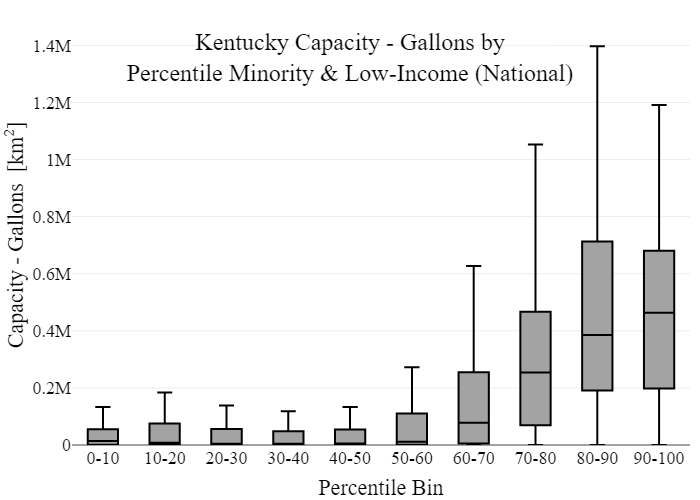 Kentucky Capacity - Gallons by
Percentile Minority & Low-Income (National)
Capacity - Gallons [km²]
1.4M
1.2M
1M
0.8M
0.6M
0.4M
0.2M
0
0-10 10-20 20-30 30-40 40-50 50-60 60-70 70-80 80-90 90-100
Percentile Bin